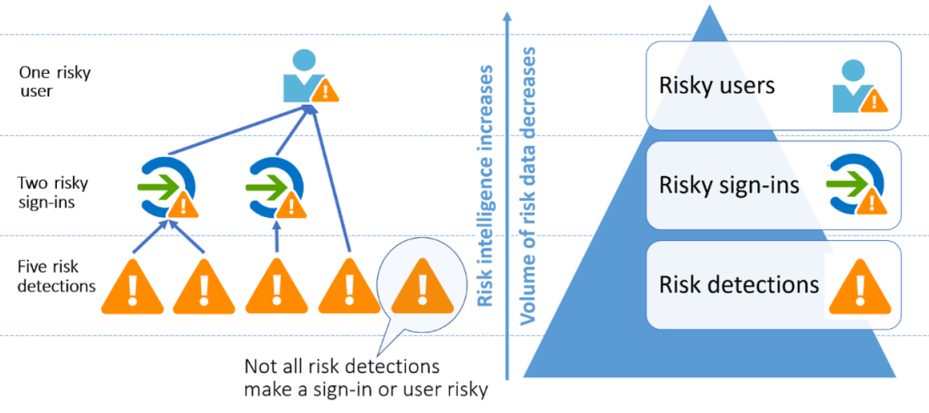 One risky
user
Two risky
sign-ins
Five risk
detections
Not all risk detections
make a sign-in or user risky
Risk intelligence increases
Volume of risk data decreases
Risky users
Risky sign-ins
Risk detections